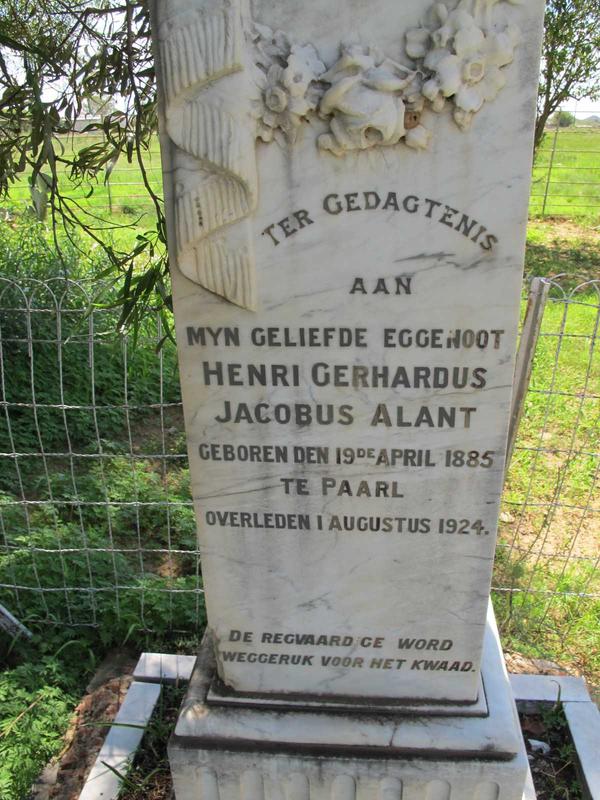 TER GEDAGTENIS
AAN
MYN GELIEFDE EGGENOOT
HENRI GERHARDUS
JACOBUS ALANT
GEBOREN DEN 19DE APRIL 1885
TE PAARL
OVERLEDEN 1 AUGUSTUS 1924.
DE REGVAARDIGE WORD
WEGGERUK VOOR HET KWAAD.